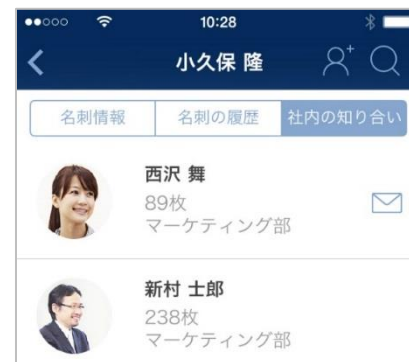 10:28
小久保 隆
名刺情報
名刺の履歴
社内の知り合い
西沢 舞
89枚
マーケティング部
新村 士郎
238枚
マーケティング部